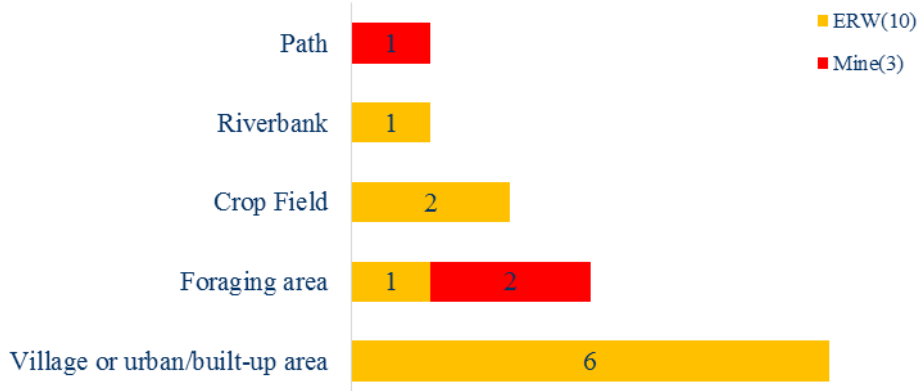 ERW(10)
Mine(3)
Path
1
Riverbank
1
Crop Field
2
Foraging area
1 2
Village or urban/built-up area
6